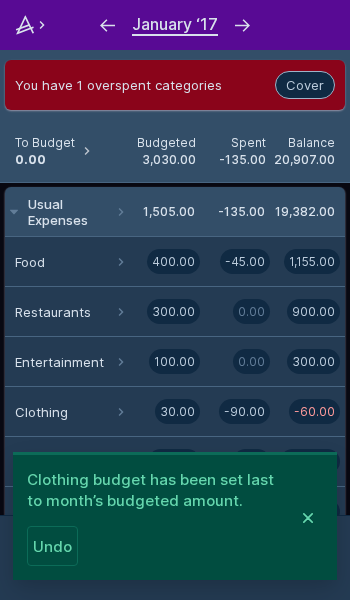 January ‘17
You have 1 overspent categories
Cover
To Budget
0.00
Budgeted
3,030.00
Spent
-135.00
Balance
20,907.00
Usual
Expenses
1,505.00
-135.00
19,382.00
Food
400.00
-45.00
1,155.00
Restaurants
300.00
0.00
900.00
Entertainment
100.00
0.00
300.00
Clothing
30.00
-90.00
-60.00
Clothing budget has been set last
to month’s budgeted amount.
Undo